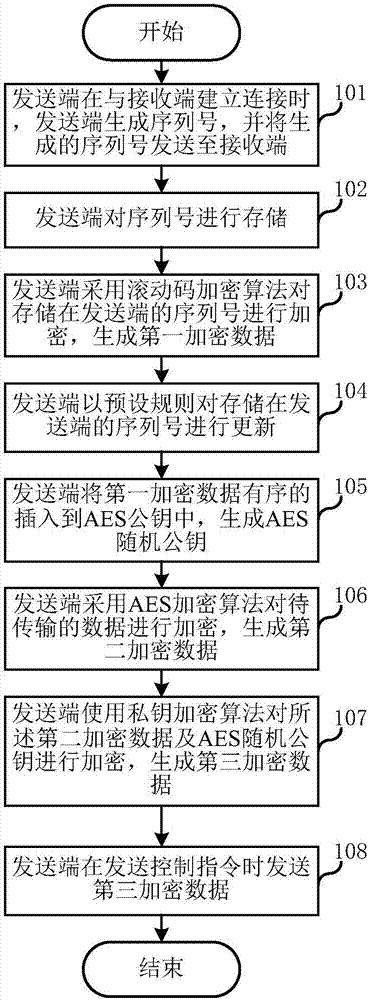 开始
101
发送端在与接收端建立连接时
，发送端生成序列号，并将生
成的序列号发送至接收端
102
发送端对序列号进行存储
103
发送端采用滚动码加密算法对
存储在发送端的序列号进行加
密，生成第一加密数据
104
发送端以预设规则对存储在发
送端的序列号进行更新
105
发送端将第一加密数据有序的
插入到AES公钥中，生成AES
随机公钥
106
发送端采用AES加密算法对待
传输的数据进行加密，生成第
二加密数据
107
发送端使用私钥加密算法对所
述第二加密数据及AES随机公
钥进行加密，生成第三加密数
据
108
发送端在发送控制指令时发送
第三加密数据
结束